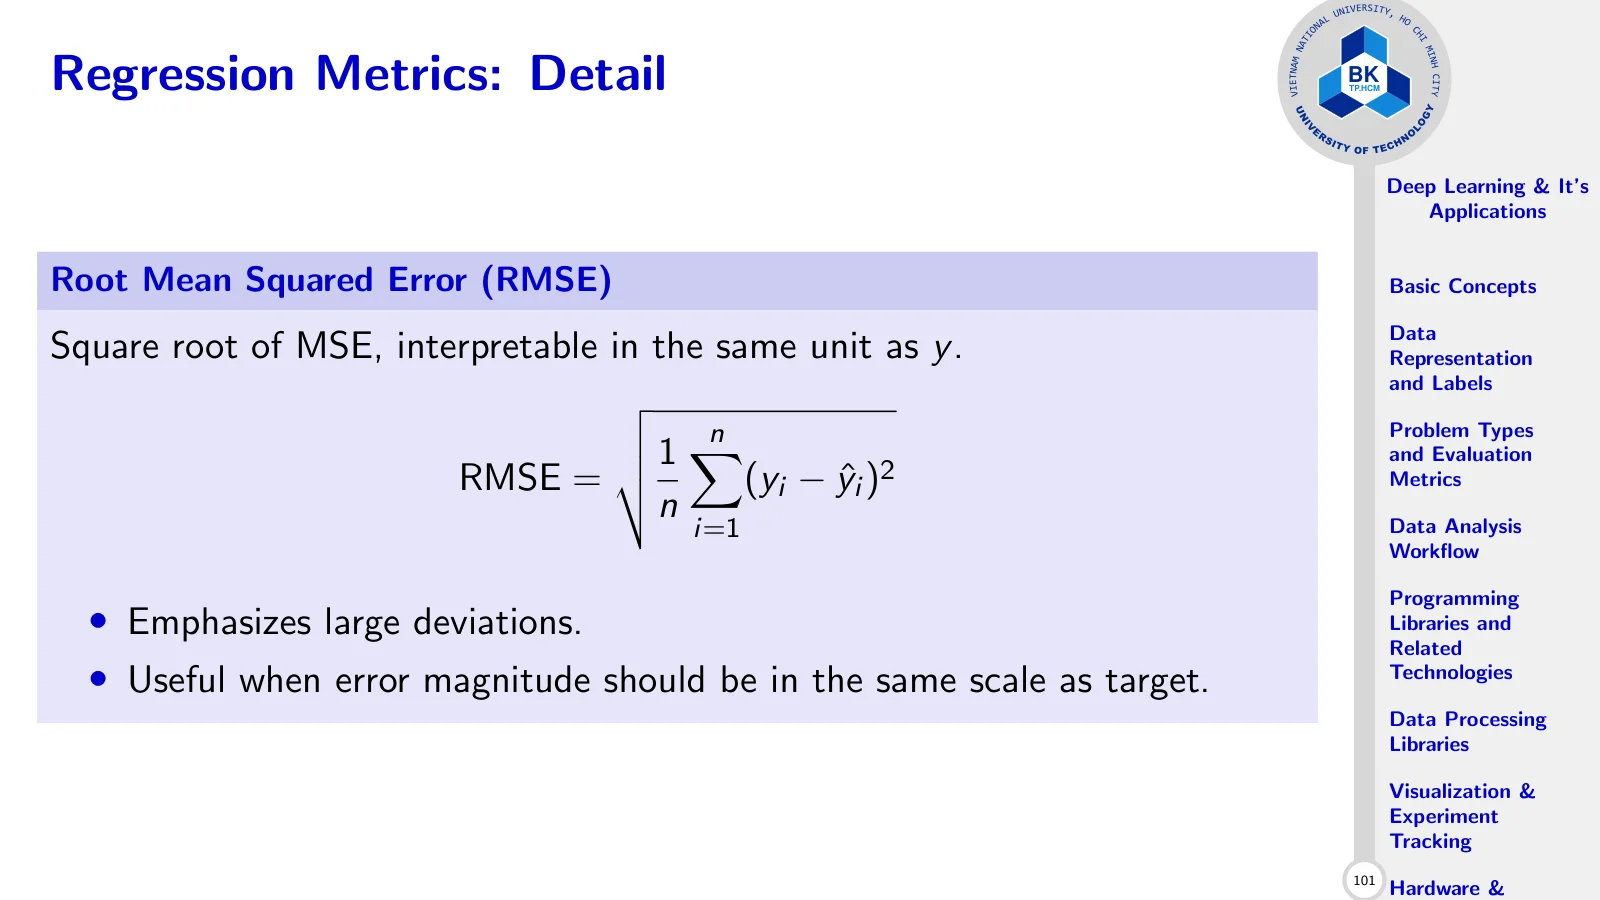 Regression Metrics: Detail
Root Mean Squared Error (RMSE)
Square root of MSE, interpretable in the same unit as y.
RMSE = √(1/n ∑_{i=1}^{n} (y_i − ŷ_i)²)
• Emphasizes large deviations.
• Useful when error magnitude should be in the same scale as target.
VIETNAM NATIONAL UNIVERSITY, HO CHI MINH CITY
BK
TP.HCM
UNIVERSITY OF TECHNOLOGY
Deep Learning & It's
Applications
Basic Concepts
Data
Representation
and Labels
Problem Types
and Evaluation
Metrics
Data Analysis
Workflow
Programming
Libraries and
Related
Technologies
Data Processing
Libraries
Visualization &
Experiment
Tracking
Hardware &
101